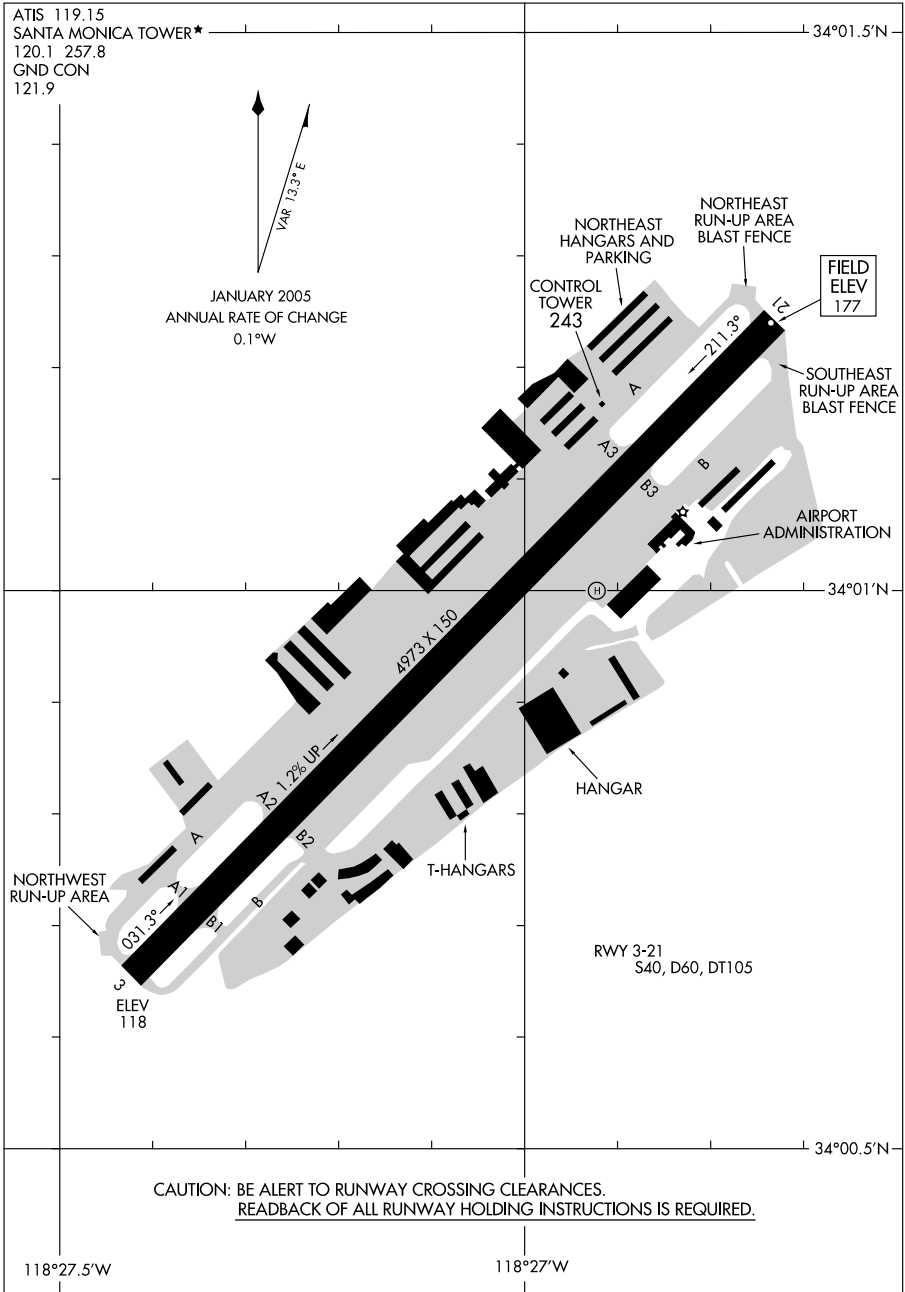 ATIS 119.15
SANTA MONICA TOWER★
120.1 257.8
GND CON
121.9
34°01.5'N
VAR 13.3° E
JANUARY 2005
ANNUAL RATE OF CHANGE
0.1°W
NORTHEAST
HANGARS AND
PARKING
NORTHEAST
RUN-UP AREA
BLAST FENCE
CONTROL
TOWER
243
FIELD
ELEV
177
21
211.3°
A
SOUTHEAST
RUN-UP AREA
BLAST FENCE
A3
B
B3
AIRPORT
ADMINISTRATION
H
34°01'N
4973 X 150
HANGAR
1.2% UP
A2
A
B2
T-HANGARS
NORTHWEST
RUN-UP AREA
A1
B
B1
031.3°
3
ELEV
118
RWY 3-21
S40, D60, DT105
34°00.5'N
CAUTION: BE ALERT TO RUNWAY CROSSING CLEARANCES.
READBACK OF ALL RUNWAY HOLDING INSTRUCTIONS IS REQUIRED.
118°27.5'W
118°27'W